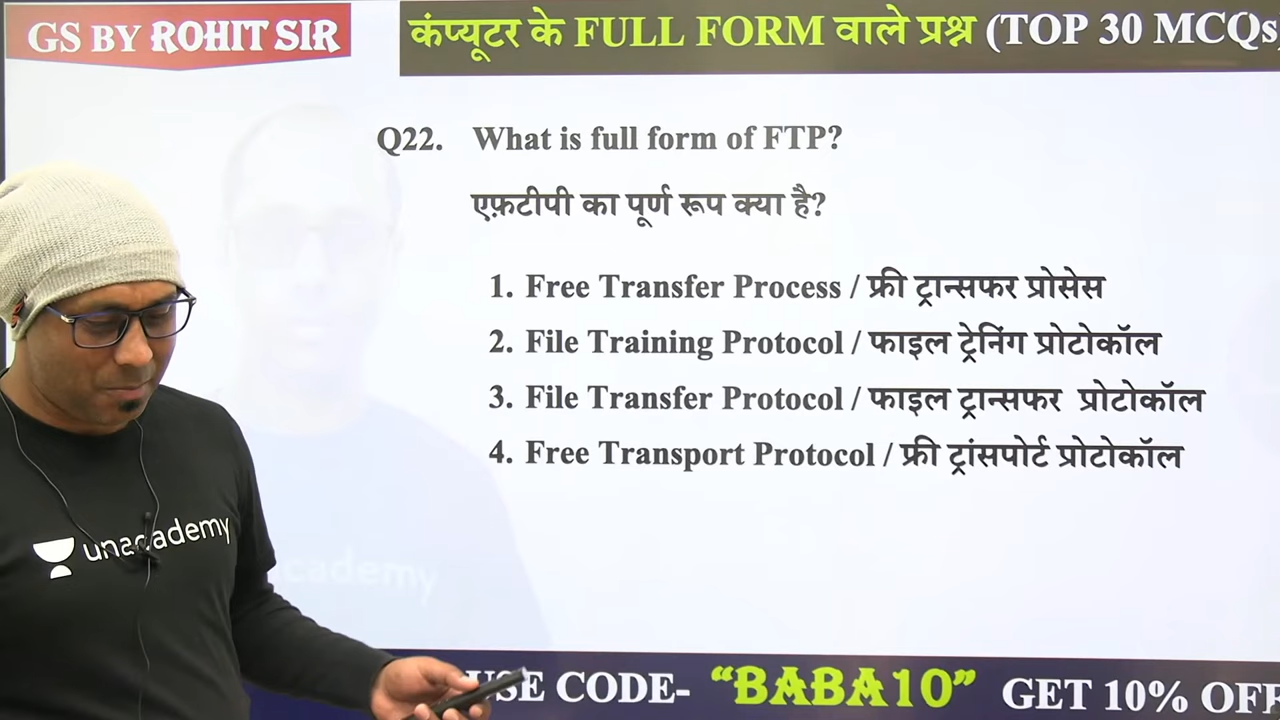 GS BY ROHIT SIR
कंप्यूटर के FULL FORM वाले प्रश्न (TOP 30 MCQs)
Q22. What is full form of FTP?
एफ़टीपी का पूर्ण रूप क्या है?
1. Free Transfer Process / फ्री ट्रान्सफर प्रोसेस
2. File Training Protocol / फाइल ट्रेनिंग प्रोटोकॉल
3. File Transfer Protocol / फाइल ट्रान्सफर प्रोटोकॉल
4. Free Transport Protocol / फ्री ट्रांसपोर्ट प्रोटोकॉल
unacademy
cademy
USE CODE- “BABA10” GET 10% OFF